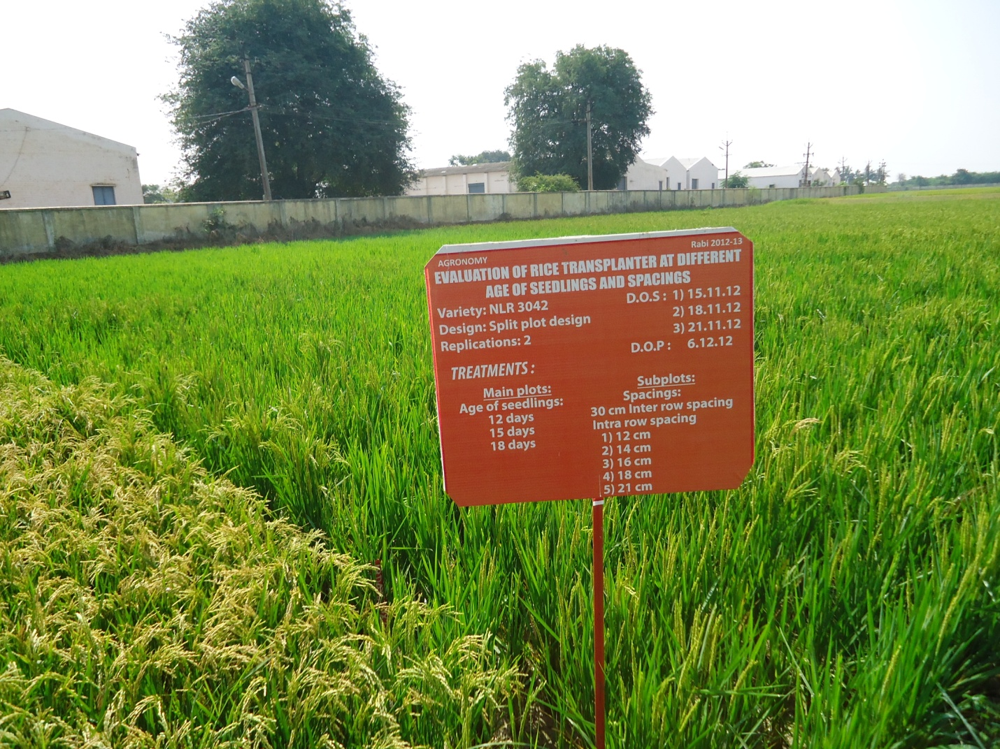 AGRONOMY
Rabi 2012-13
EVALUATION OF RICE TRANSPLANTER AT DIFFERENT
AGE OF SEEDLINGS AND SPACINGS
Variety: NLR 3042
Design: Split plot design
Replications: 2
D.O.S : 1) 15.11.12
2) 18.11.12
3) 21.11.12
D.O.P : 6.12.12
TREATMENTS :
Main plots:
Age of seedlings:
12 days
15 days
18 days
Subplots:
Spacings:
30 cm Inter row spacing
Intra row spacing
1) 12 cm
2) 14 cm
3) 16 cm
4) 18 cm
5) 21 cm